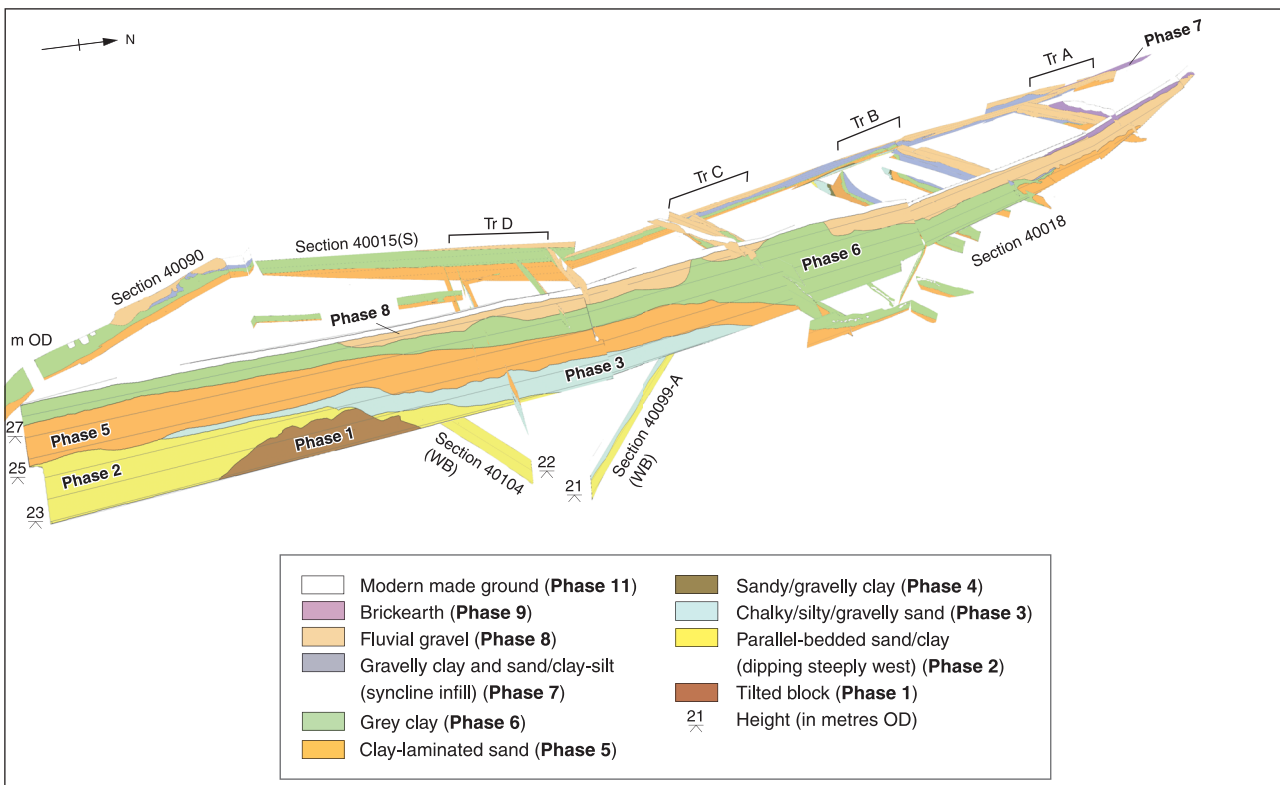 N
Phase 7
Tr A
Tr B
Tr C
Tr D
Section 40015(S)
Section 40090
Section 40018
Phase 6
Phase 8
m OD
Phase 3
27
Phase 5
Phase 1
Section 40099-A
(WB)
25
Phase 2
Section 40104
(WB)
22
21
23
Modern made ground (Phase 11)
Brickearth (Phase 9)
Fluvial gravel (Phase 8)
Gravelly clay and sand/clay-silt
(syncline infill) (Phase 7)
Grey clay (Phase 6)
Clay-laminated sand (Phase 5)
Sandy/gravelly clay (Phase 4)
Chalky/silty/gravelly sand (Phase 3)
Parallel-bedded sand/clay
(dipping steeply west) (Phase 2)
Tilted block (Phase 1)
21 Height (in metres OD)